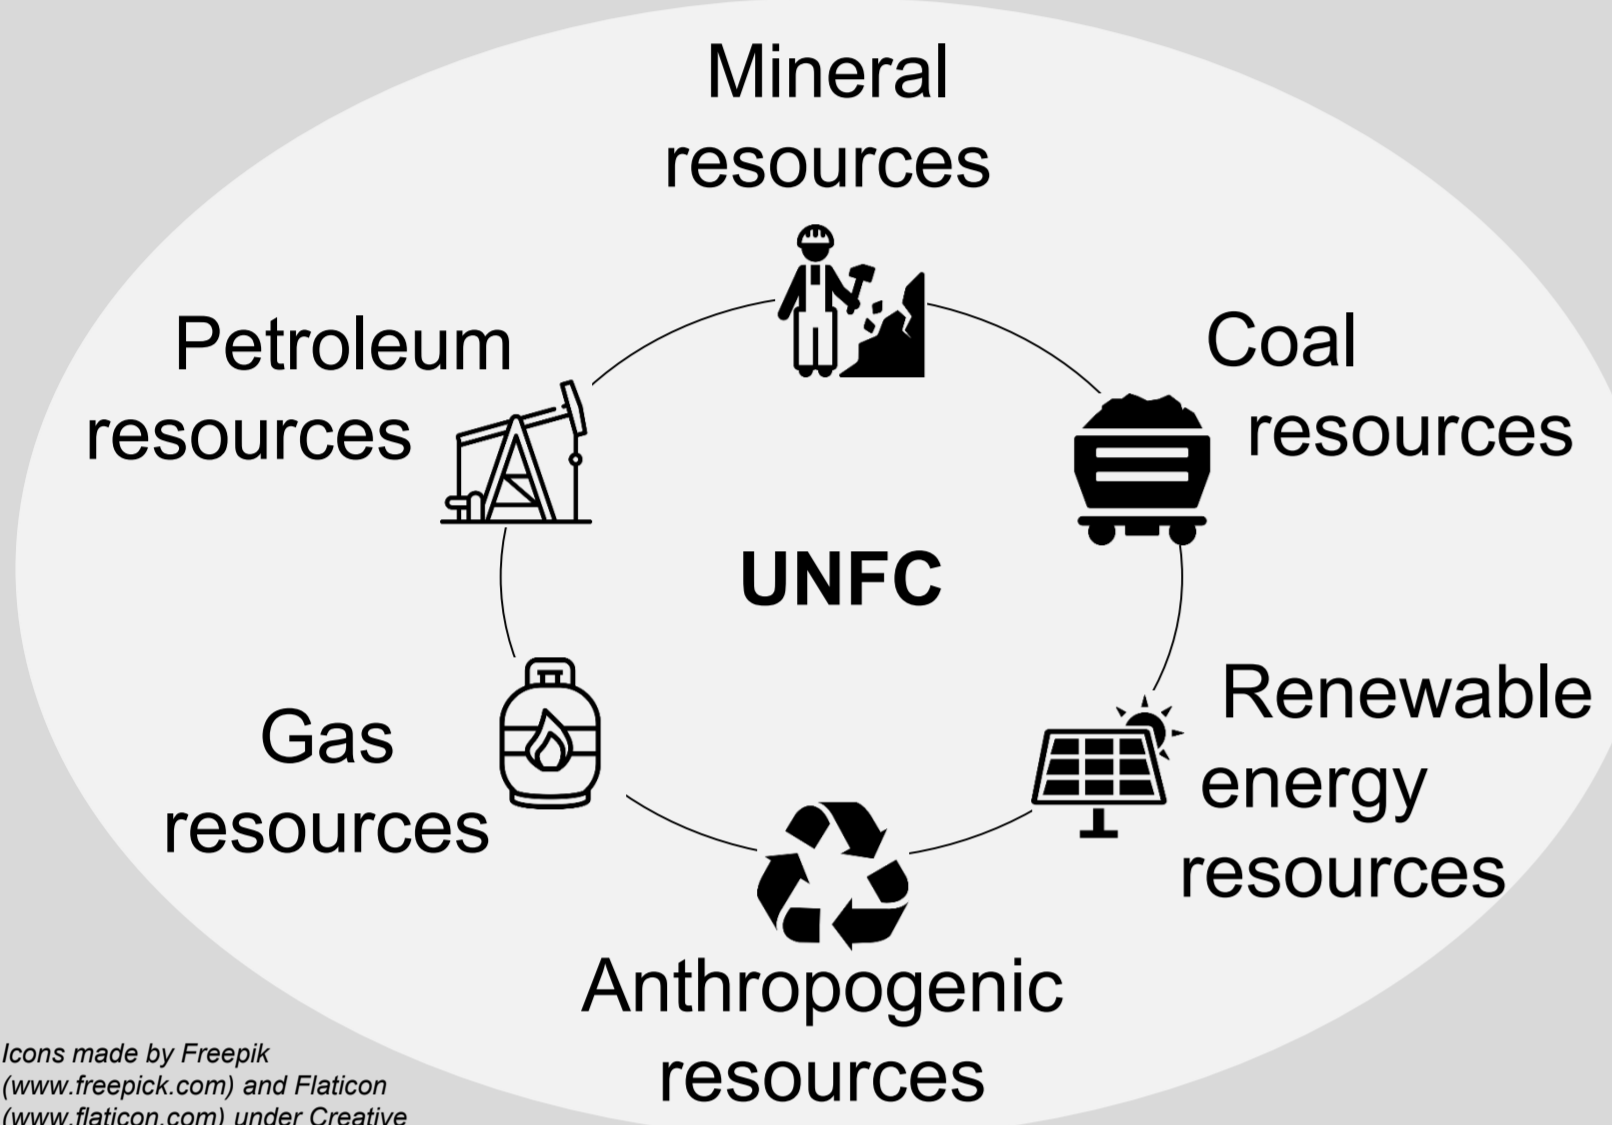 Mineral
resources
Petroleum
resources
Coal
resources
UNFC
Gas
resources
Renewable
energy
resources
Anthropogenic
resources
Icons made by Freepik
(www.freepick.com) and Flaticon
(www.flaticon.com) under Creative